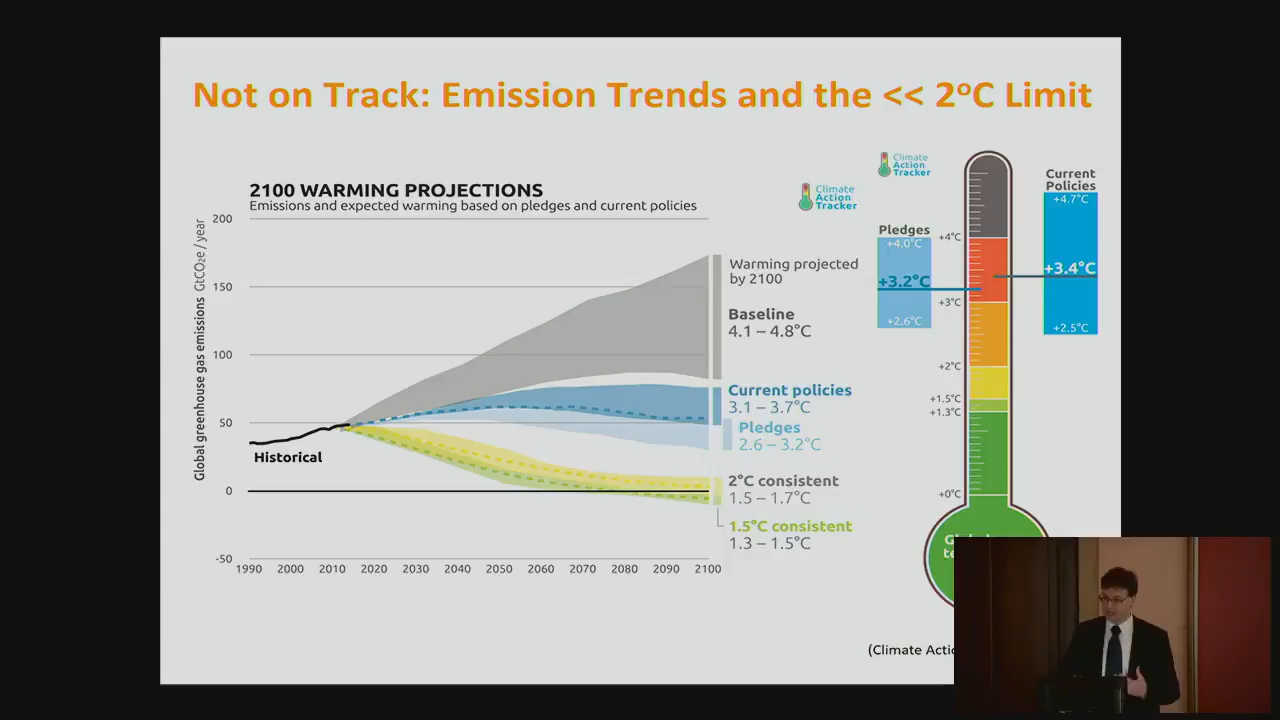 Not on Track: Emission Trends and the << 2°C Limit
2100 WARMING PROJECTIONS
Emissions and expected warming based on pledges and current policies
Climate
Action
Tracker
Global greenhouse gas emissions GtCO₂e / year
200
150
100
50
0
-50
1990 2000 2010 2020 2030 2040 2050 2060 2070 2080 2090 2100
Historical
Warming projected
by 2100
Baseline
4.1 – 4.8°C
Current policies
3.1 – 3.7°C
Pledges
2.6 – 3.2°C
2°C consistent
1.5 – 1.7°C
1.5°C consistent
1.3 – 1.5°C
Climate
Action
Tracker
Pledges
+4.0°C
+3.2°C
+2.6°C
+4°C
+3°C
+2°C
+1.5°C
+1.3°C
+0°C
Current
Policies
+4.7°C
+3.4°C
+2.5°C
(Climate